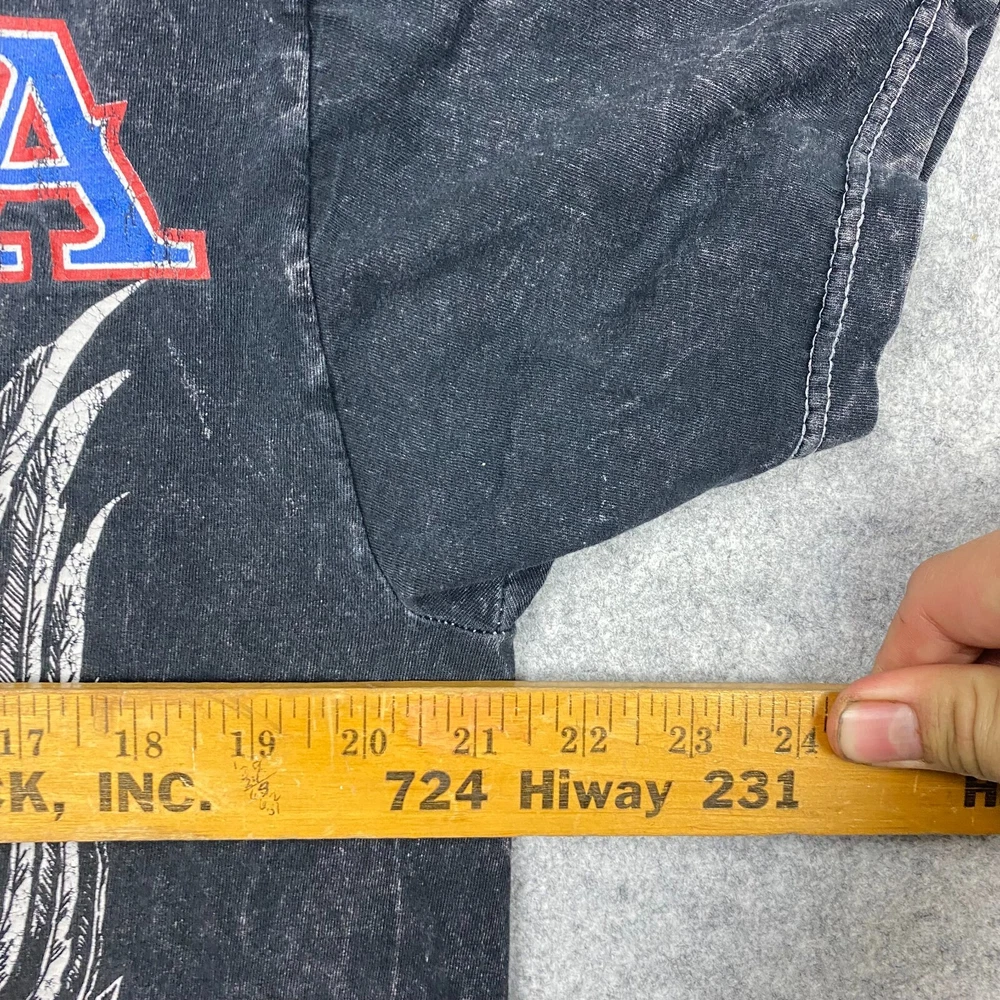 A
17 18 19 20 21 22 23 24
CK, INC. 724 Hiway 231 H